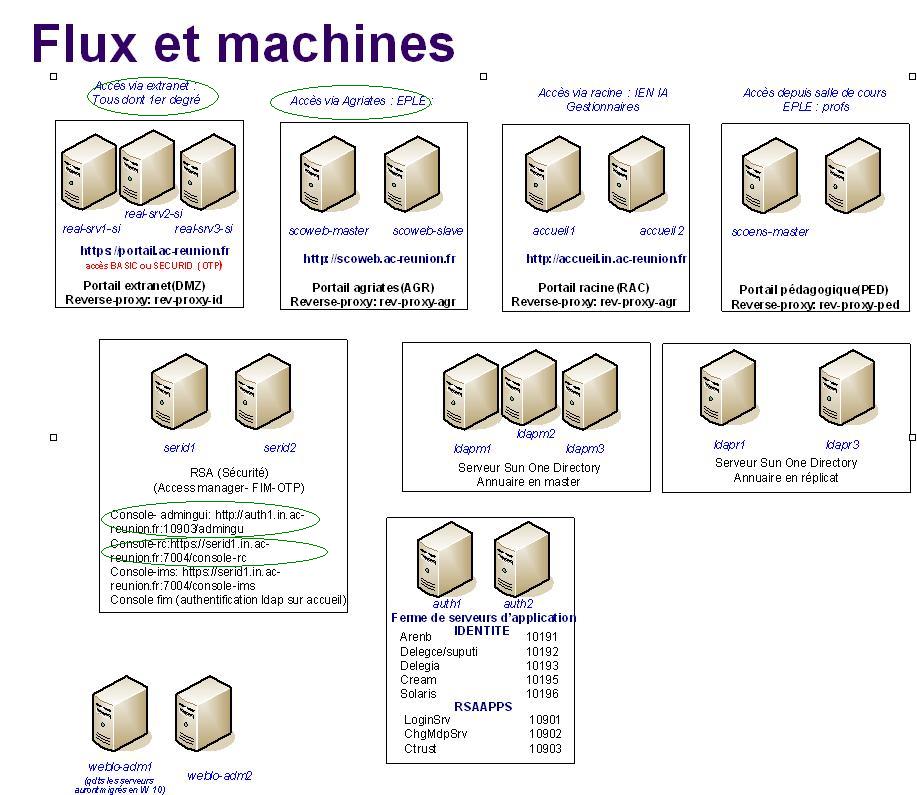 Flux et machines
Accès via extranet :
Tous dont 1er degré
Accès via Agriates : EPLE :
Accès via racine : IEN IA
Gestionnaires
Accès depuis salle de cours
EPLE : profs
real-srv2-si
real-srv1-si
real-srv3-si
https://portail.ac-reunion.fr
accès BASIC ou SECURID (OTP)
Portail extranet(DMZ)
Reverse-proxy: rev-proxy-id
scoweb-master
scoweb-slave
http://scoweb.ac-reunion.fr
Portail agriates(AGR)
Reverse-proxy: rev-proxy-agr
accueil1
accueil2
http://accueil.in.ac-reunion.fr
Portail racine (RAC)
Reverse-proxy: rev-proxy-agr
scoens-master
Portail pédagogique(PED)
Reverse-proxy: rev-proxy-ped
serid1
serid2
RSA (Sécurité)
(Access manager- FIM-OTP)
Console- admingui: http://auth1.in.ac-
reunion.fr:10903/admingu
Console-rc:https://serid1.in.ac-
reunion.fr:7004/console-rc
Console-ims: https://serid1.in.ac-
reunion.fr:7004/console-ims
Console fim (authentification ldap sur accueil)
ldapm1
ldapm2
ldapm3
Serveur Sun One Directory
Annuaire en master
ldapr1
ldapr3
Serveur Sun One Directory
Annuaire en réplicat
auth1
auth2
Ferme de serveurs d'application
IDENTITE
Arenb 10191
Delegce/suputi 10192
Delegia 10193
Cream 10195
Solaris 10196
RSAAPPS
LoginSrv 10901
ChgMdpSrv 10902
Ctrust 10903
weblo-adm1
(qdts les serveurs
auront migrés en W 10)
weblo-adm2